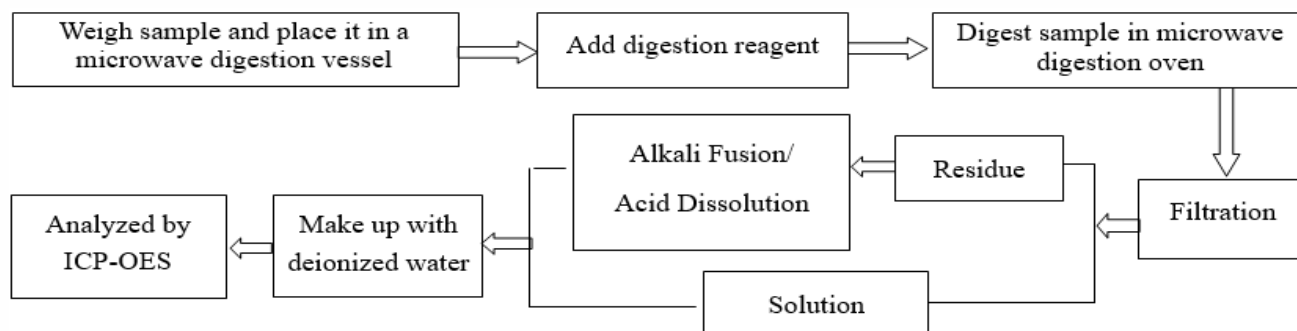 Weigh sample and place it in a
microwave digestion vessel
Add digestion reagent
Digest sample in microwave
digestion oven
Filtration
Residue
Alkali Fusion/
Acid Dissolution
Solution
Make up with
deionized water
Analyzed by
ICP-OES